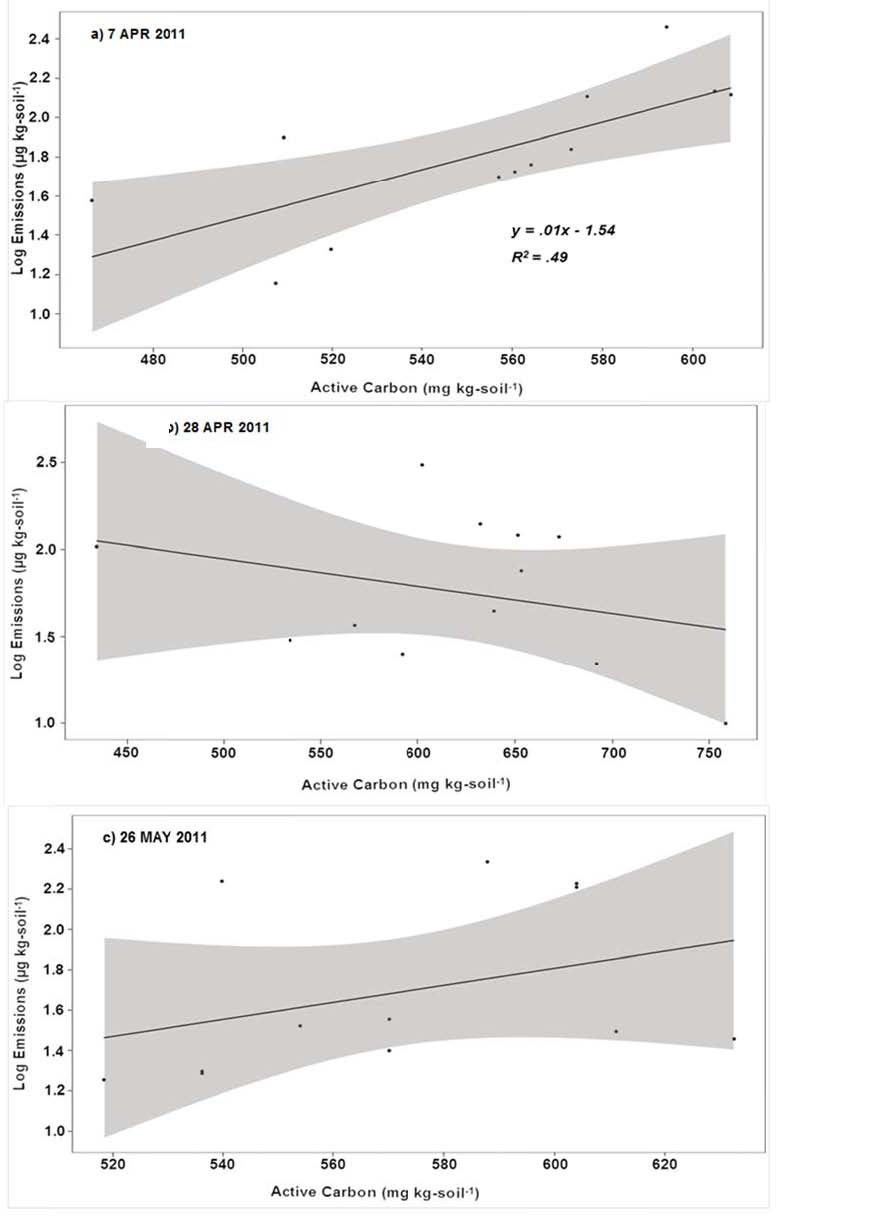 a) 7 APR 2011
2.4
2.2
2.0
1.8
1.6
1.4
1.2
1.0
Log Emissions (µg kg-soil⁻¹)
y = .01x - 1.54
R² = .49
480 500 520 540 560 580 600
Active Carbon (mg kg-soil⁻¹)
) 28 APR 2011
2.5
2.0
1.5
1.0
Log Emissions (µg kg-soil⁻¹)
450 500 550 600 650 700 750
Active Carbon (mg kg-soil⁻¹)
c) 26 MAY 2011
2.4
2.2
2.0
1.8
1.6
1.4
1.2
1.0
Log Emissions (µg kg-soil⁻¹)
520 540 560 580 600 620
Active Carbon (mg kg-soil⁻¹)